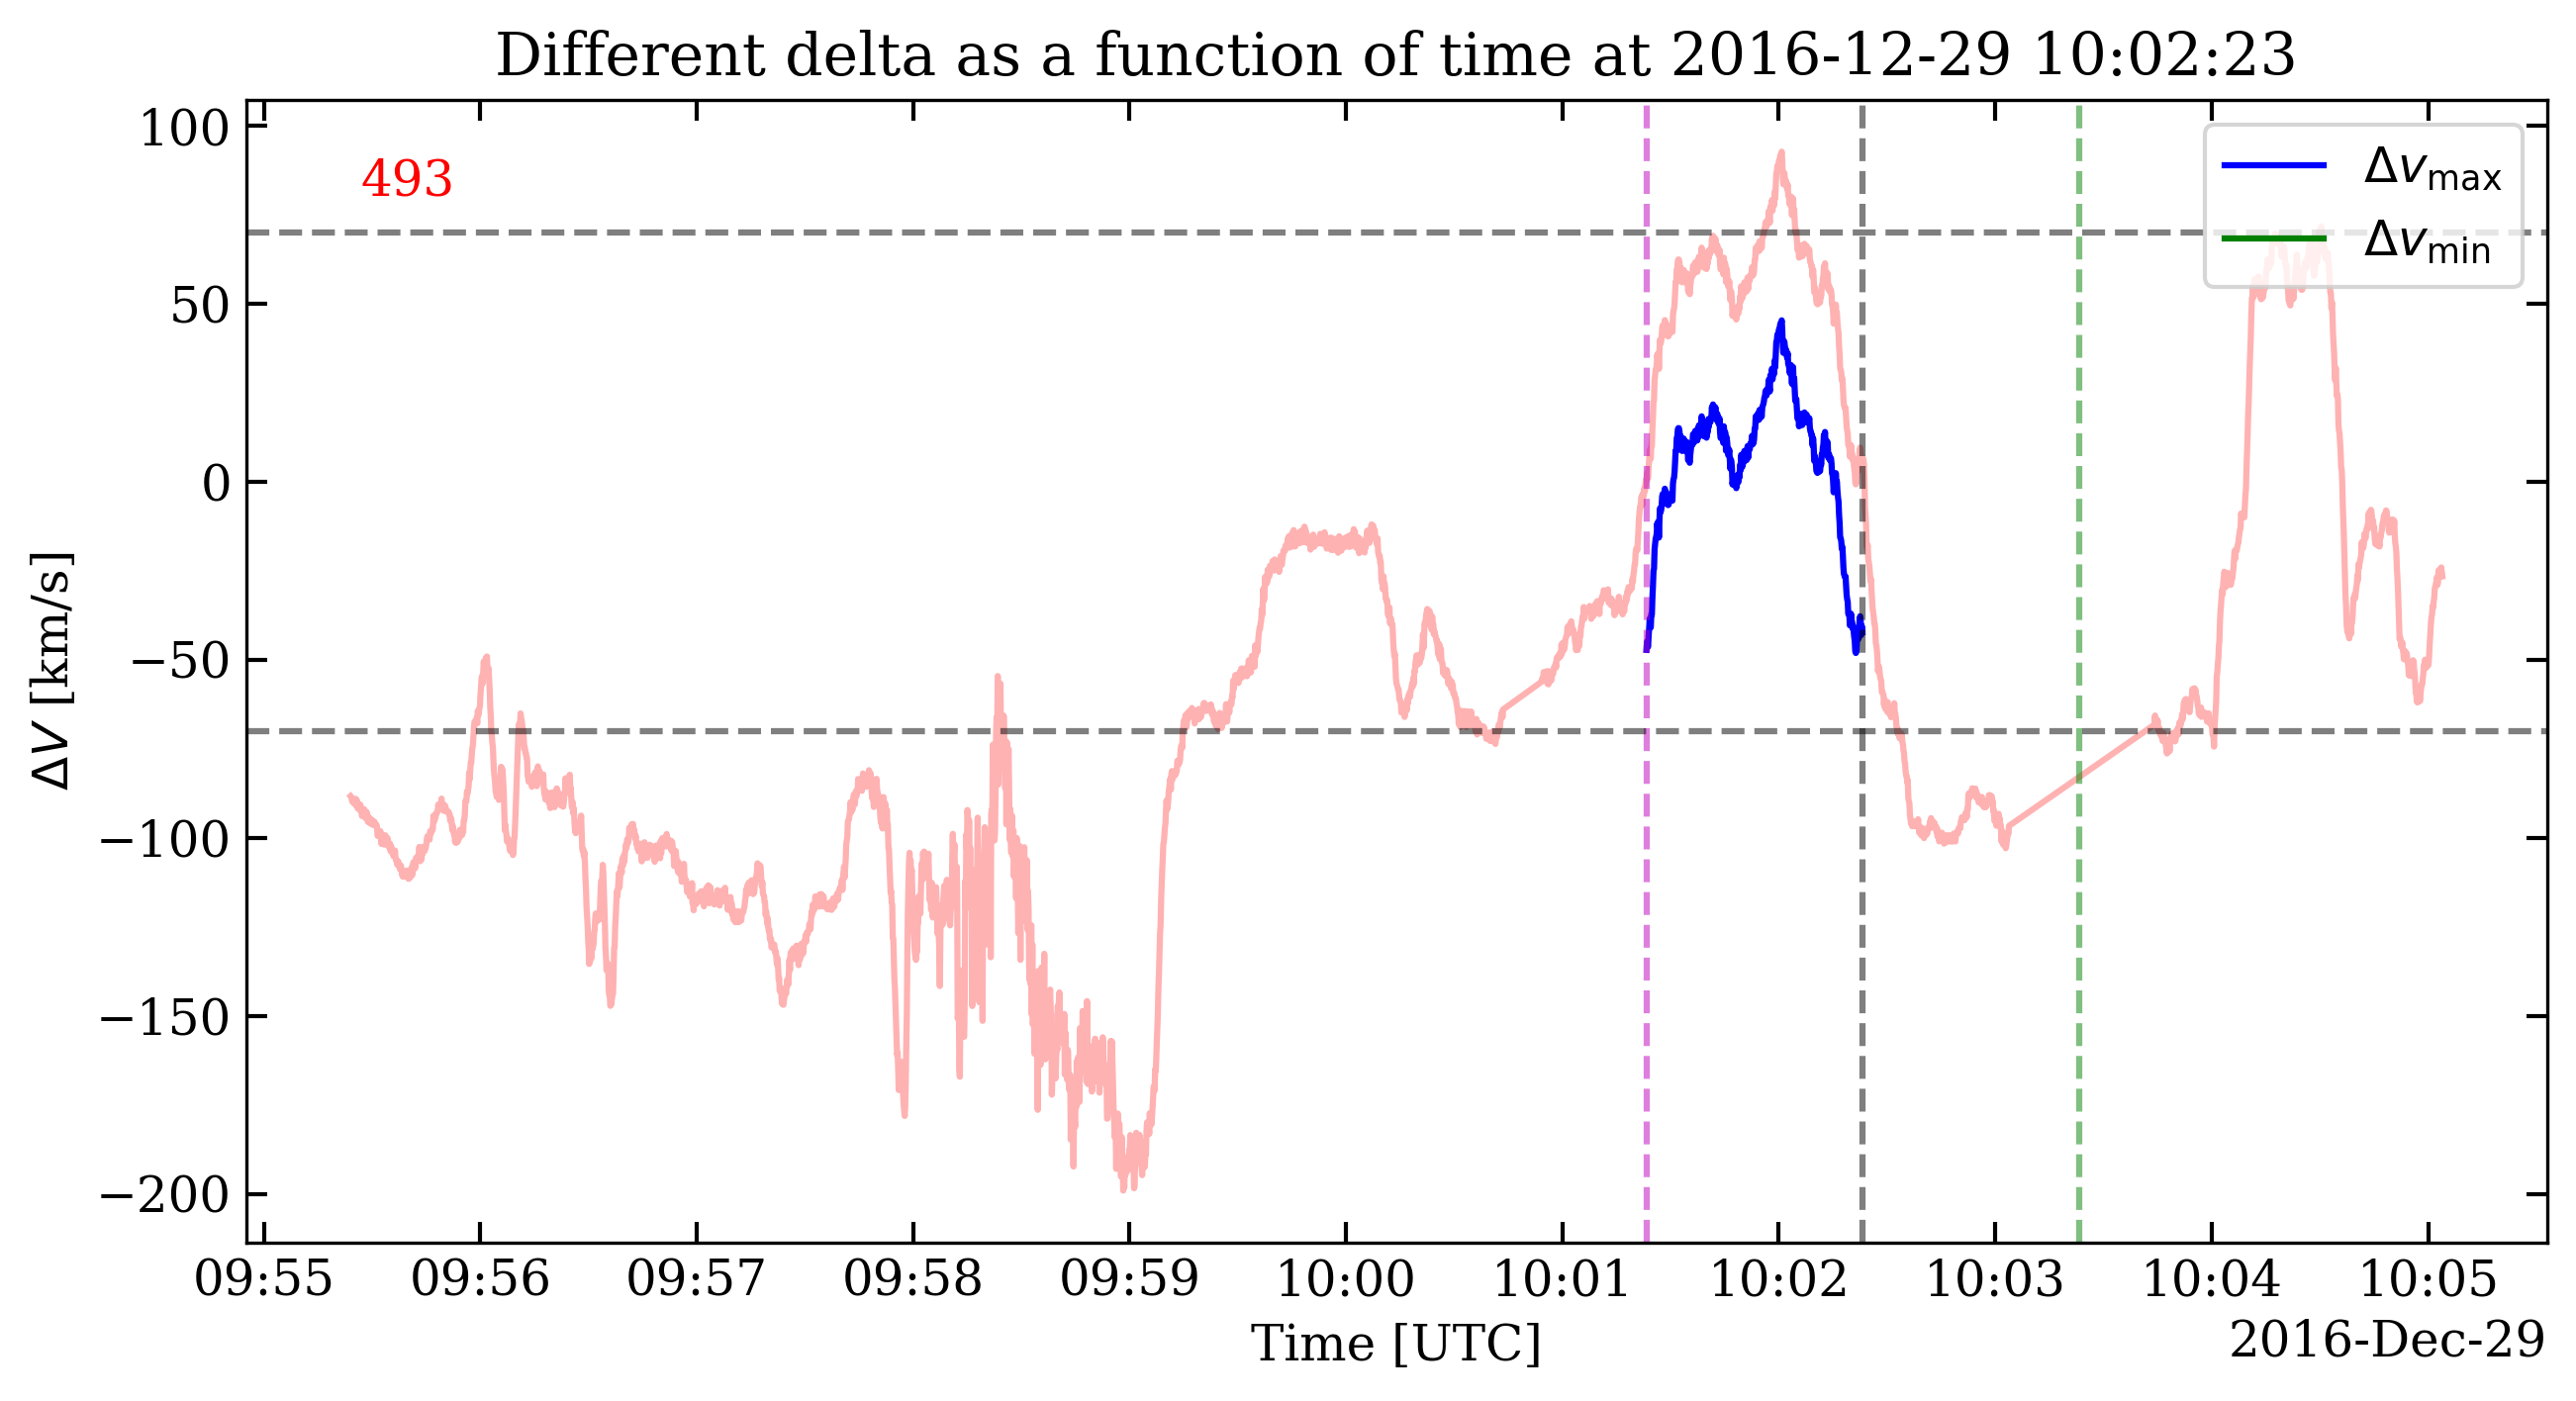 Different delta as a function of time at 2016-12-29 10:02:23
493
Δv_max
Δv_min
100
50
0
−50
−100
−150
−200
ΔV [km/s]
09:55 09:56 09:57 09:58 09:59 10:00 10:01 10:02 10:03 10:04 10:05
Time [UTC]
2016-Dec-29